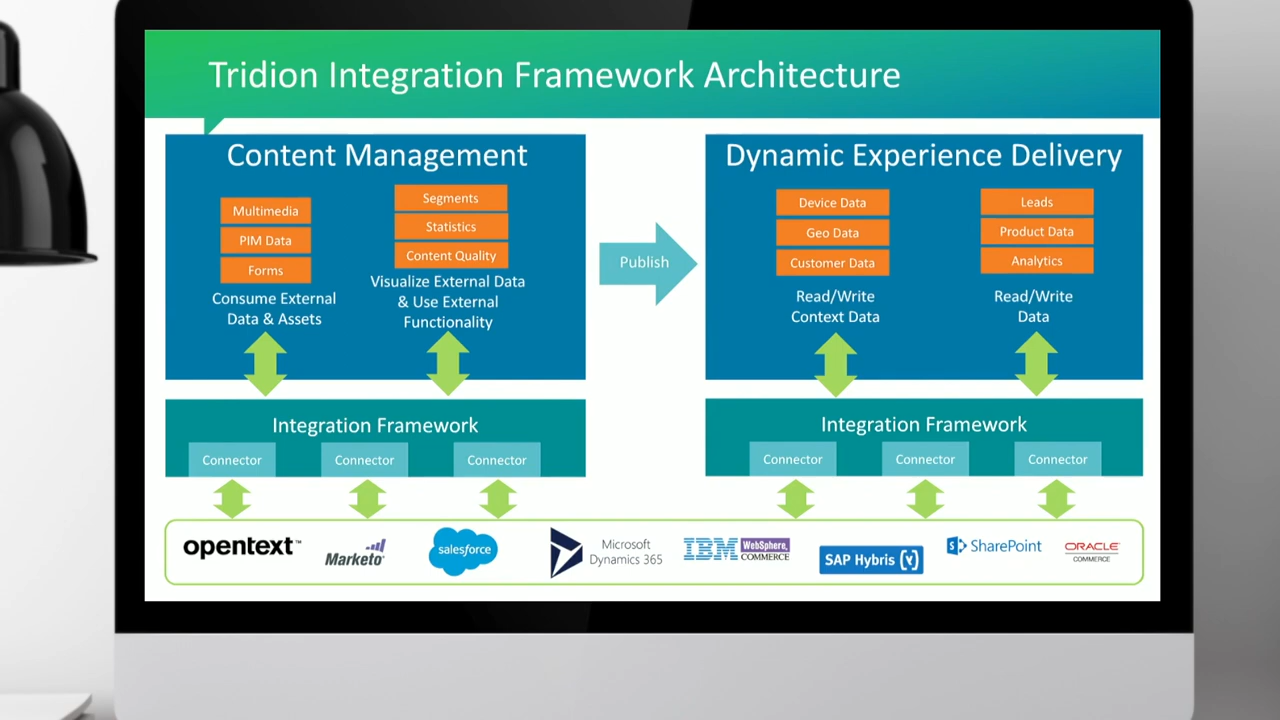 Tridion Integration Framework Architecture
Content Management
Multimedia
PIM Data
Forms
Consume External
Data & Assets
Segments
Statistics
Content Quality
Visualize External Data
& Use External
Functionality
Publish
Dynamic Experience Delivery
Device Data
Geo Data
Customer Data
Read/Write
Context Data
Leads
Product Data
Analytics
Read/Write
Data
Integration Framework
Connector
Connector
Connector
Integration Framework
Connector
Connector
Connector
opentext™
Marketo
salesforce
Microsoft
Dynamics 365
IBM WebSphere.
COMMERCE
SAP Hybris (y)
S SharePoint
ORACLE
COMMERCE